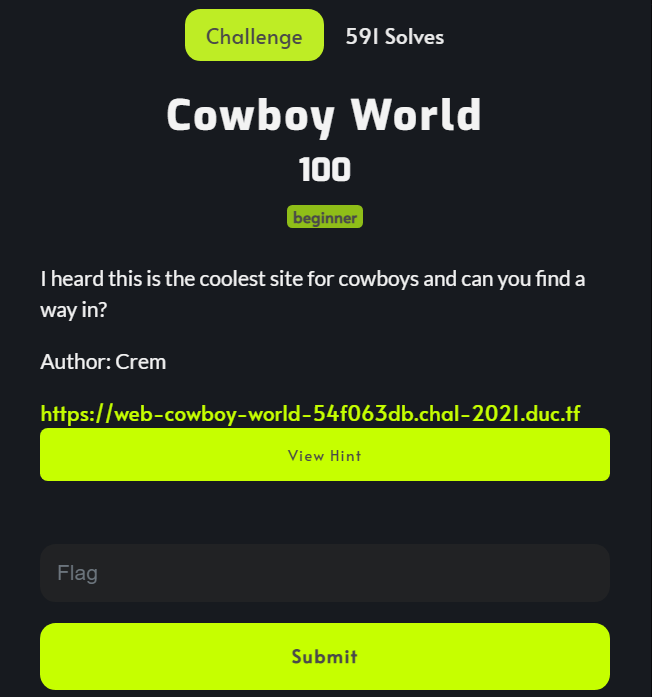 Challenge
591 Solves
Cowboy World
100
beginner
I heard this is the coolest site for cowboys and can you find a
way in?
Author: Crem
https://web-cowboy-world-54f063db.chal-2021.duc.tf
View Hint
Flag
Submit